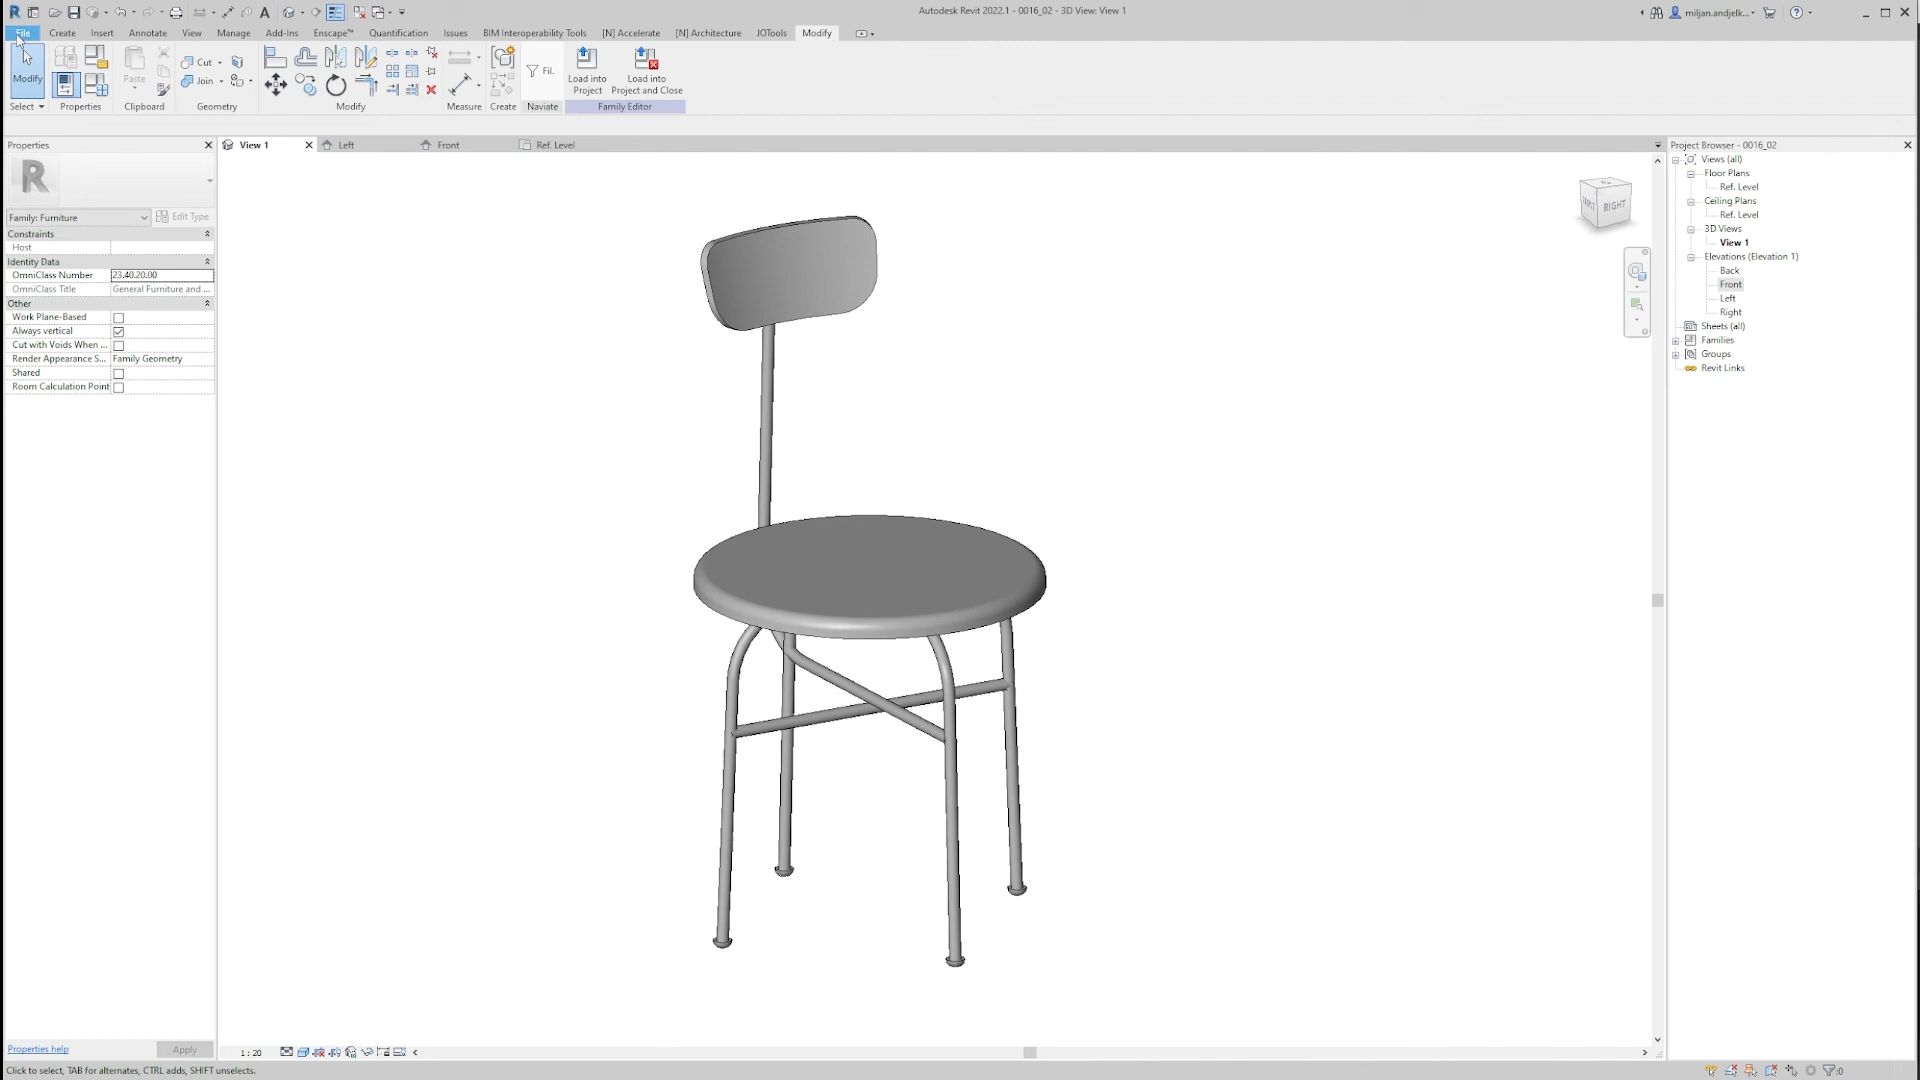 Autodesk Revit 2022.1 - 0016_02 - 3D View: View 1
miljan.andjelk...
File Create Insert Annotate View Manage Add-Ins Enscape™ Quantification Issues BIM Interoperability Tools [N] Accelerate [N] Architecture JOTools Modify
Modify
Paste
Cut
Join
Fil.
Load into Project
Load into Project and Close
Select Properties Clipboard Geometry Modify Measure Create Naviate Family Editor
Properties
View 1 Left Front Ref. Level
Project Browser - 0016_02
R
Family: Furniture
Edit Type
Constraints
Host
Identity Data
OmniClass Number 23.40.20.00
OmniClass Title General Furniture and ...
Other
Work Plane-Based
Always vertical
Cut with Voids When ...
Render Appearance S... Family Geometry
Shared
Room Calculation Point
RIGHT
Views (all)
Floor Plans
Ref. Level
Ceiling Plans
Ref. Level
3D Views
View 1
Elevations (Elevation 1)
Back
Front
Left
Right
Sheets (all)
Families
Groups
Revit Links
Properties help
Apply
1 : 20
Click to select, TAB for alternates, CTRL adds, SHIFT unselects.
:0